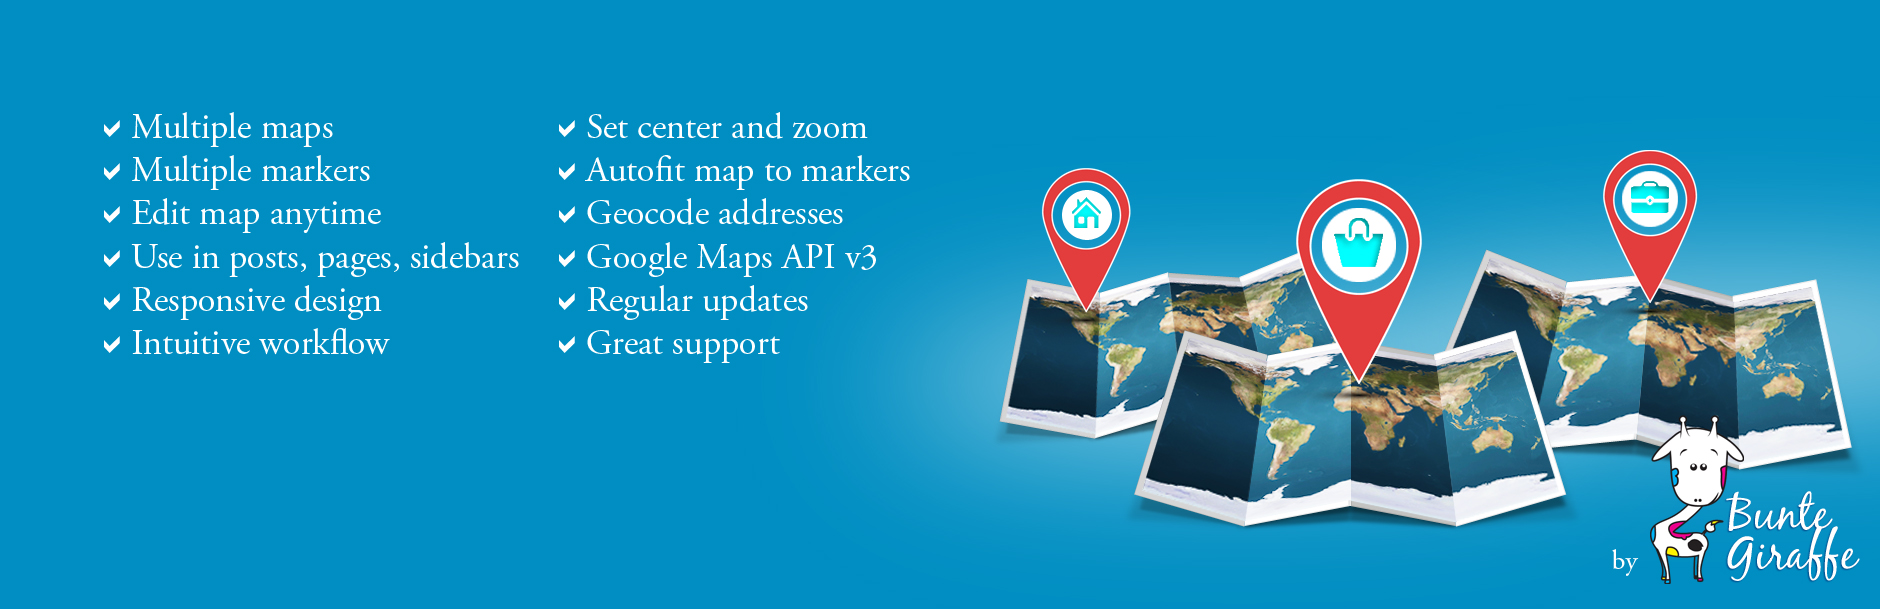 Multiple maps
Multiple markers
Edit map anytime
Use in posts, pages, sidebars
Responsive design
Intuitive workflow
Set center and zoom
Autofit map to markers
Geocode addresses
Google Maps API v3
Regular updates
Great support
by Bunte
Giraffe